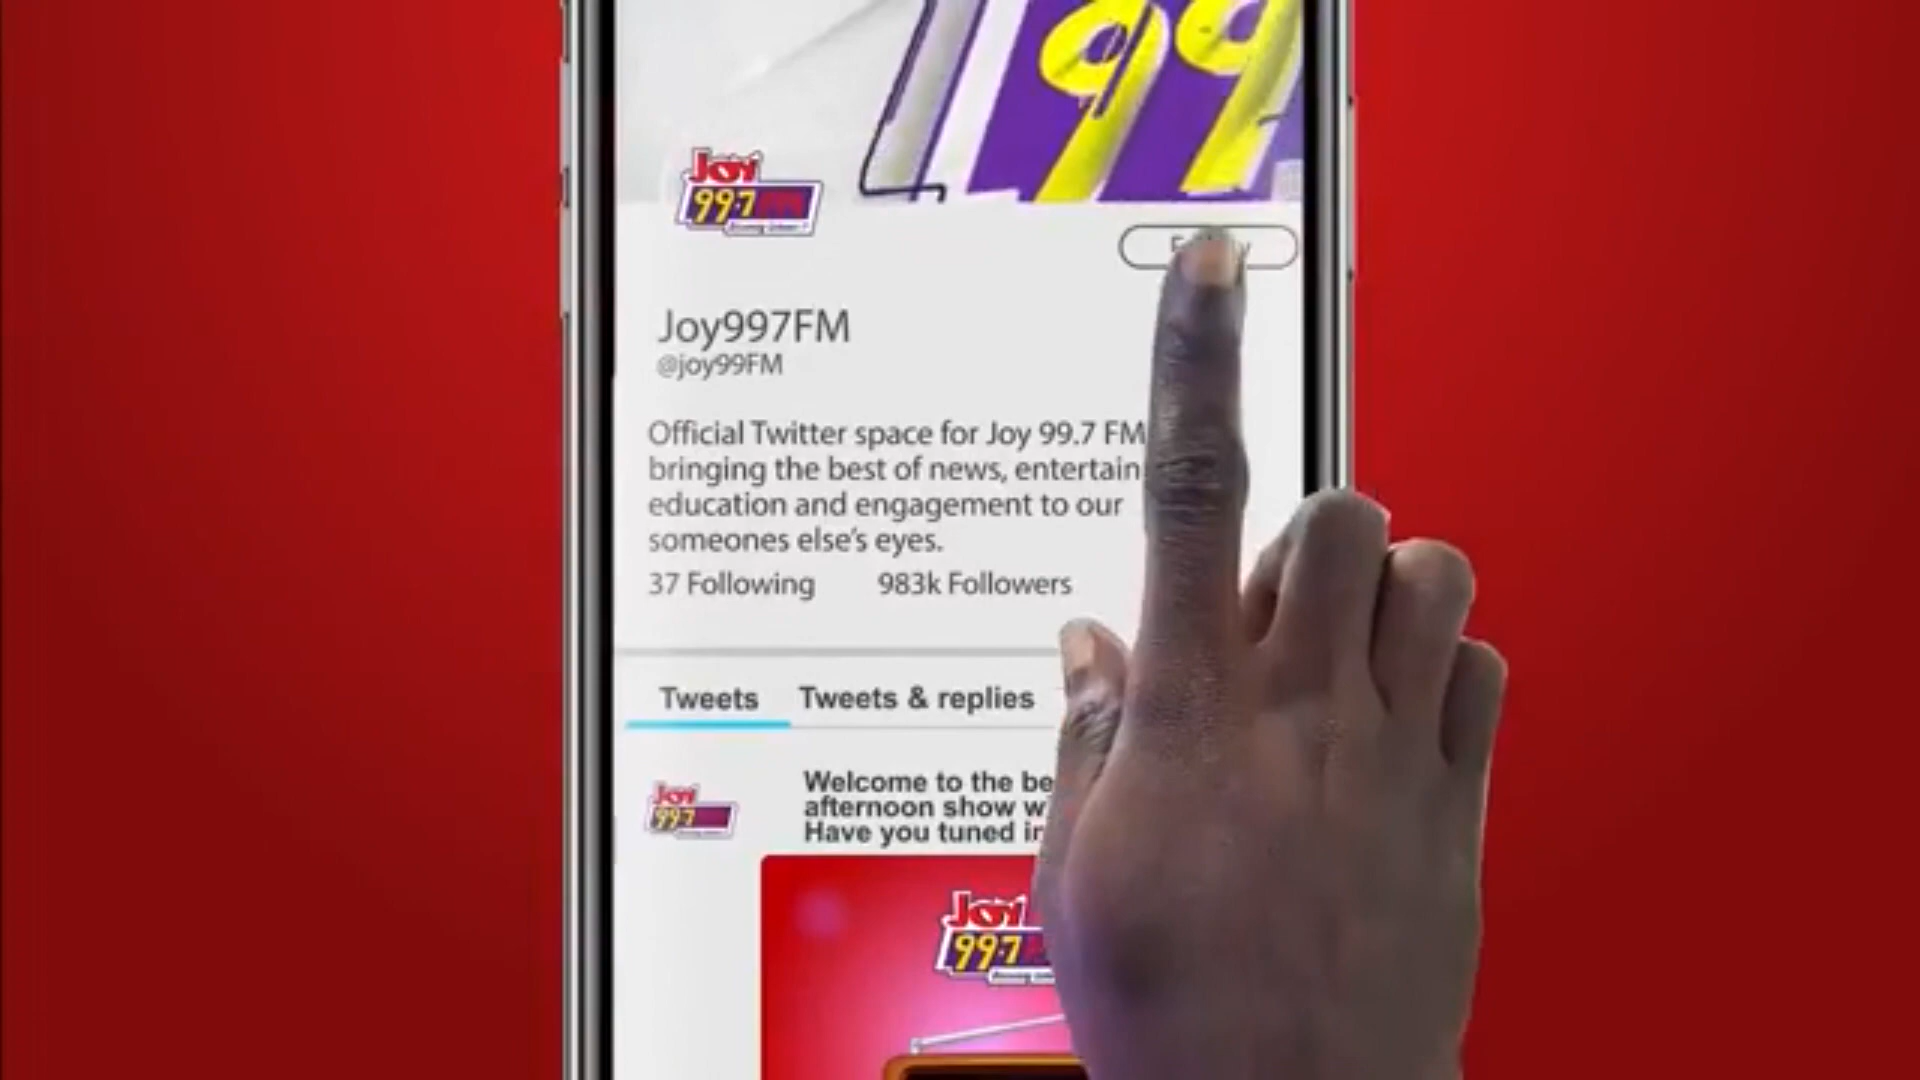 99
Joy
99.7 FM
Joy997FM
@joy99FM
Official Twitter space for Joy 99.7 FM
bringing the best of news, entertain
education and engagement to our
someones else's eyes.
37 Following 983k Followers
Tweets Tweets & replies
Joy
99.7
Welcome to the be
afternoon show w
Have you tuned in
Joy
99.7